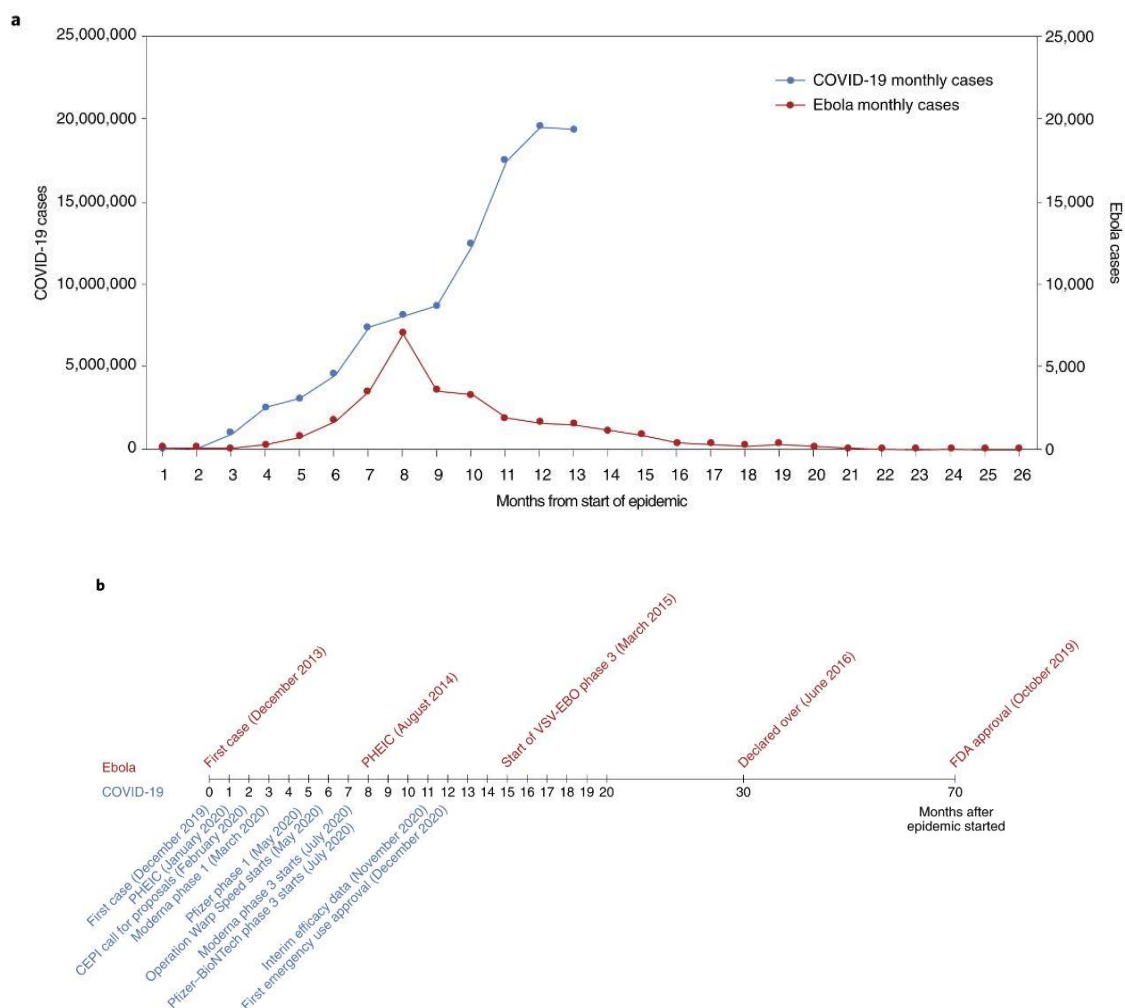 a
25,000,000
20,000,000
15,000,000
10,000,000
5,000,000
0
COVID-19 cases
25,000
20,000
15,000
10,000
5,000
0
Ebola cases
COVID-19 monthly cases
Ebola monthly cases
1 2 3 4 5 6 7 8 9 10 11 12 13 14 15 16 17 18 19 20 21 22 23 24 25 26
Months from start of epidemic
b
First case (December 2013)
PHEIC (August 2014)
Start of VSV-EBO phase 3 (March 2015)
Declared over (June 2016)
FDA approval (October 2019)
Ebola
COVID-19
0 1 2 3 4 5 6 7 8 9 10 11 12 13 14 15 16 17 18 19 20 30 70
Months after
epidemic started
First case (December 2019)
PHEIC (January 2020)
CEPI call for proposals (February 2020)
Moderna phase 1 (March 2020)
Pfizer phase 1 (May 2020)
Operation Warp Speed starts (May 2020)
Moderna phase 3 starts (July 2020)
Pfizer–BioNTech phase 3 starts (July 2020)
Interim efficacy data (November 2020)
First emergency use approval (December 2020)